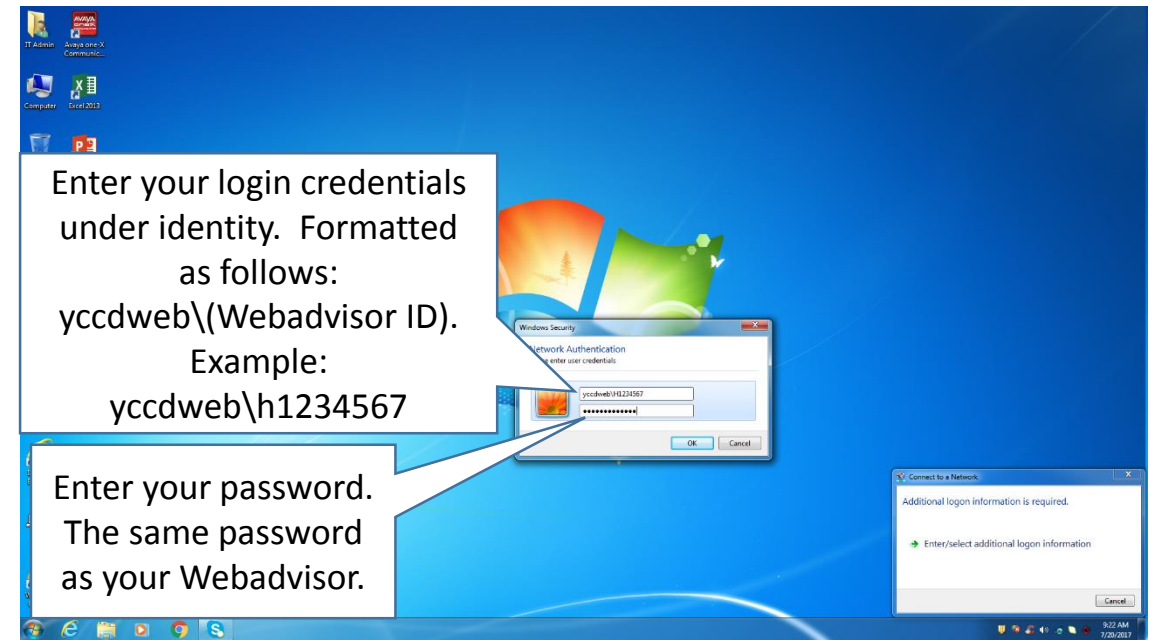 IT Admin
Avaya one-X
Communic...
Computer
Excel 2013
Enter your login credentials
under identity.  Formatted
as follows:
yccdweb\(Webadvisor ID).
Example:
yccdweb\h1234567
Windows Security
Network Authentication
enter user credentials
yccdweb\H1234567
OK
Cancel
Enter your password.
The same password
as your Webadvisor.
Connect to a Network
Additional logon information is required.
Enter/select additional logon information
Cancel
9:22 AM
7/20/2017